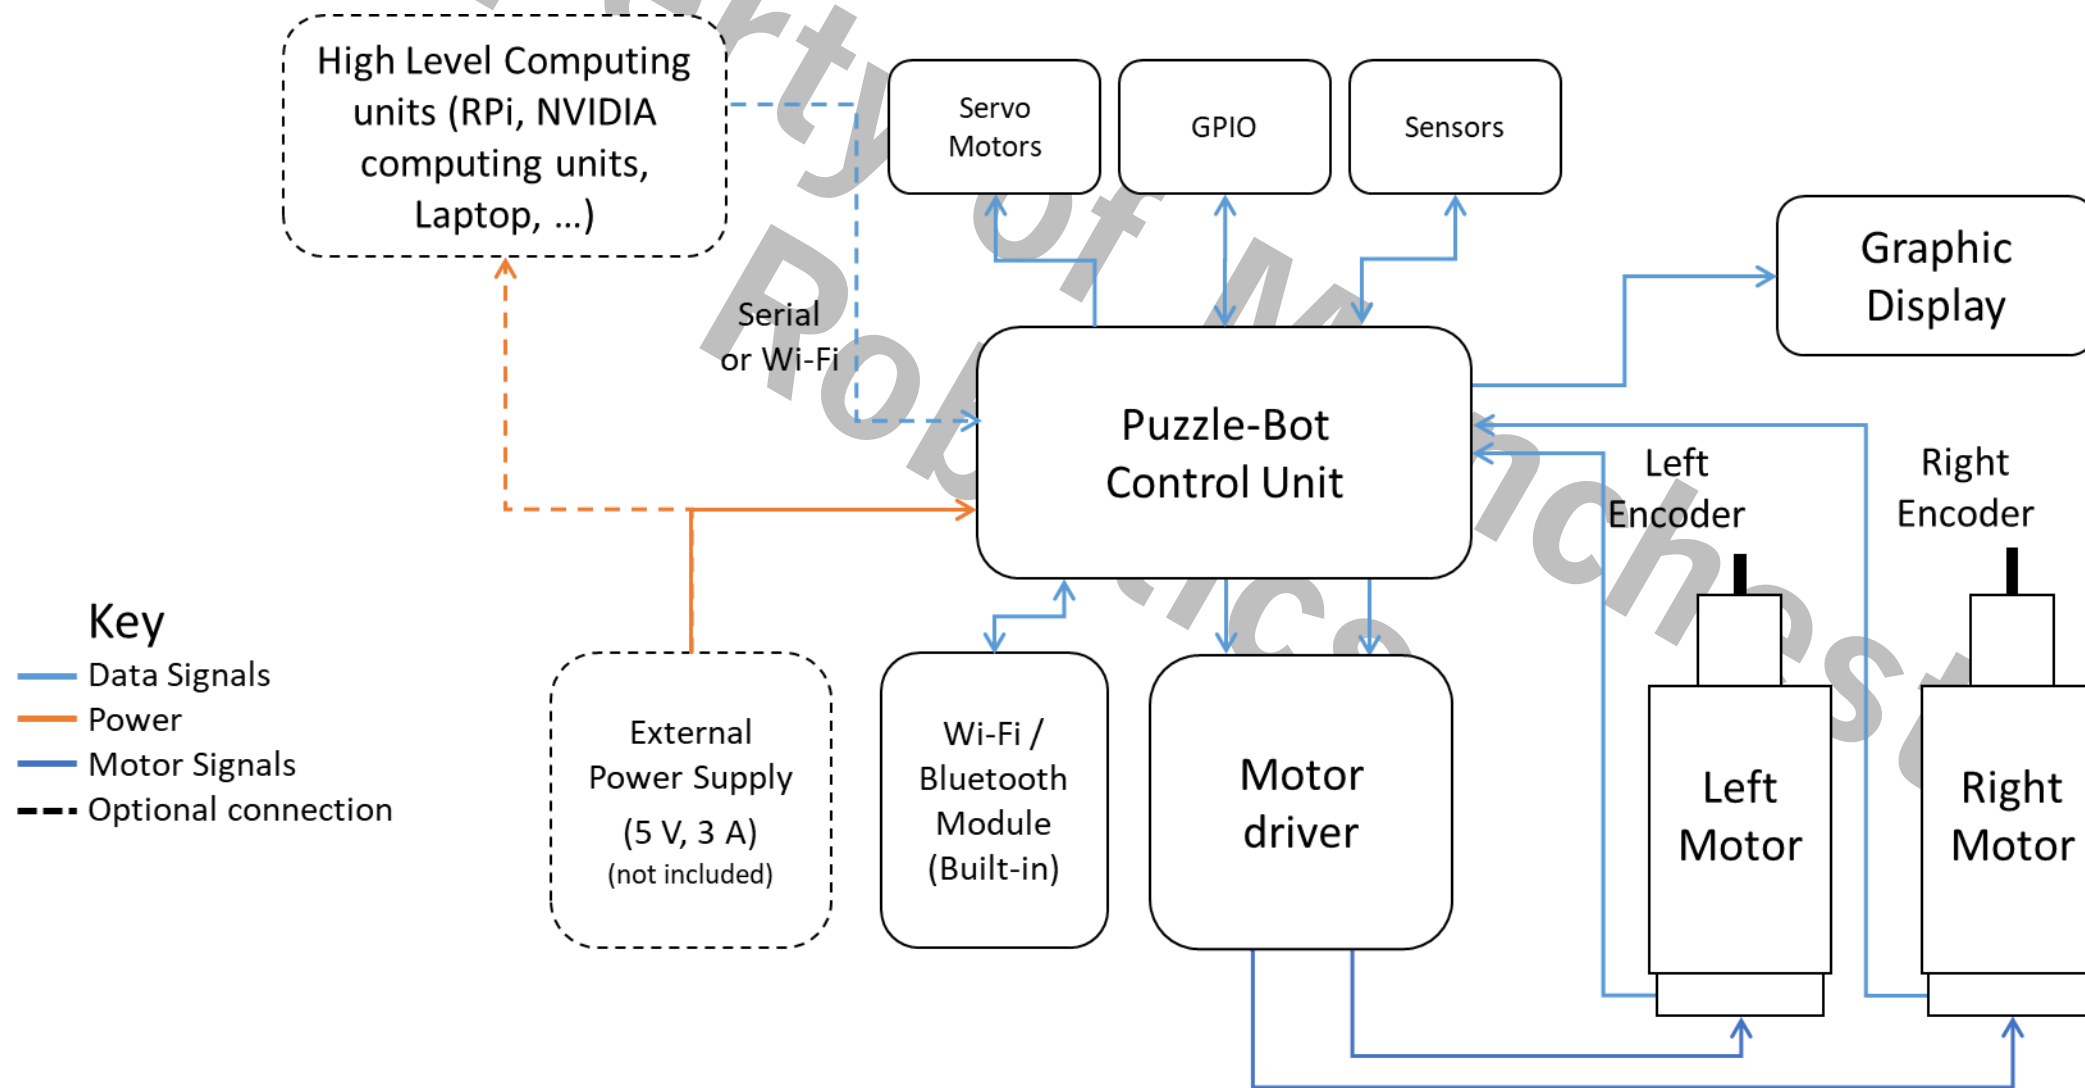 High Level Computing
units (RPi, NVIDIA
computing units,
Laptop, ...)
Servo
Motors
GPIO
Sensors
Graphic
Display
Serial
or Wi-Fi
Puzzle-Bot
Control Unit
Left
Encoder
Right
Encoder
Key
Data Signals
Power
Motor Signals
Optional connection
External
Power Supply
(5 V, 3 A)
(not included)
Wi-Fi /
Bluetooth
Module
(Built-in)
Motor
driver
Left
Motor
Right
Motor